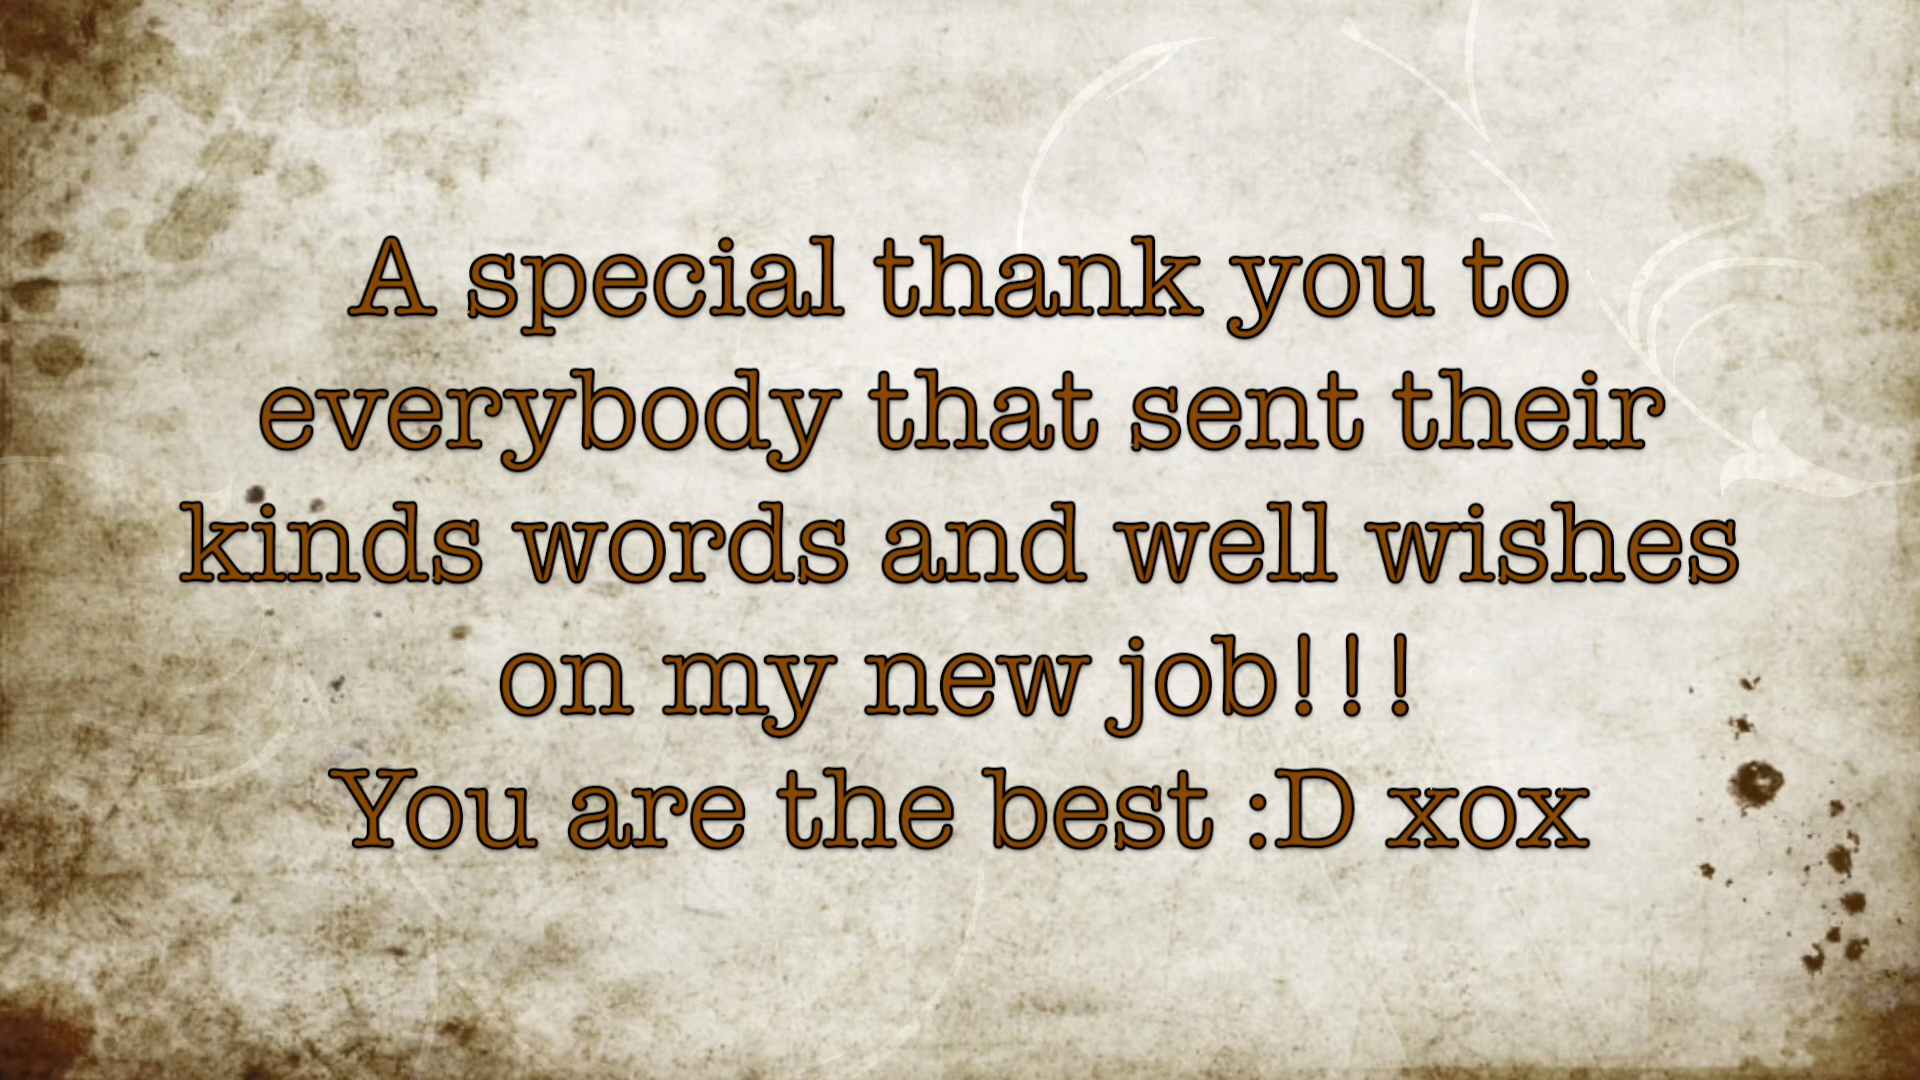 A special thank you to
everybody that sent their
kinds words and well wishes
on my new job!!!
You are the best :D xox